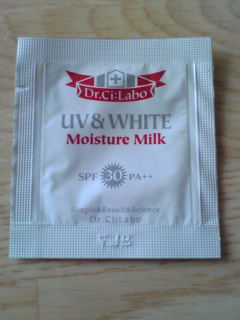 Dr.Ci:Labo
UV & WHITE
Moisture Milk
SPF 30 PA++
Simple&Result&Science
Dr.Ci:Labo